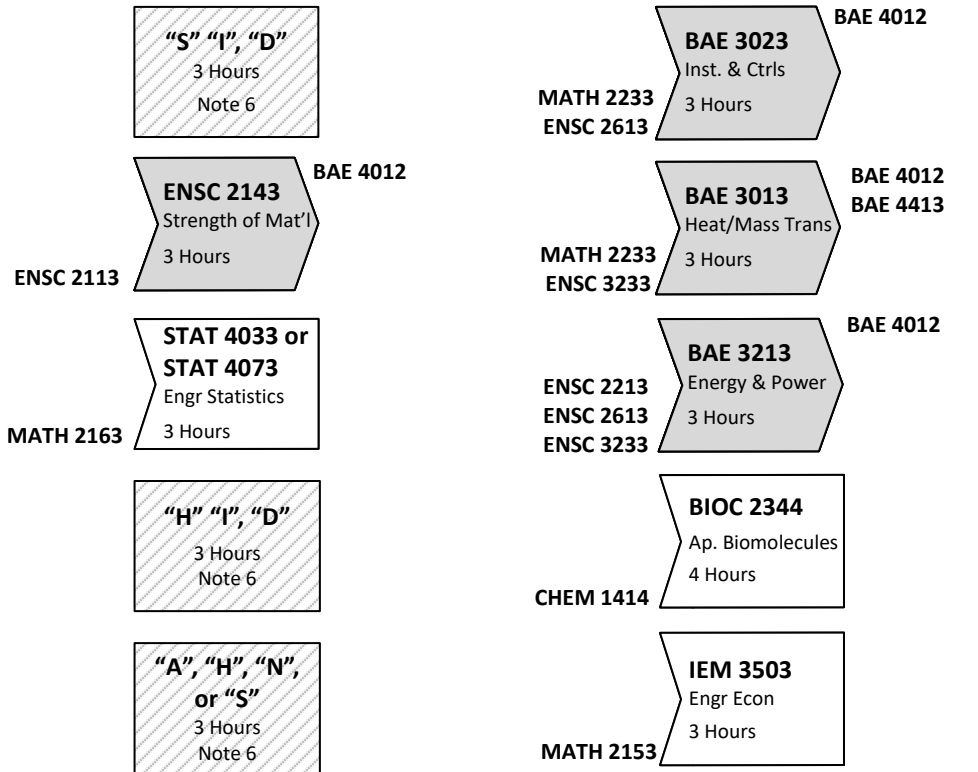 “S” “I”, “D”
3 Hours
Note 6
BAE 4012
ENSC 2143
Strength of Mat’l
3 Hours
ENSC 2113
STAT 4033 or
STAT 4073
Engr Statistics
3 Hours
MATH 2163
“H” “I”, “D”
3 Hours
Note 6
“A”, “H”, “N”,
or “S”
3 Hours
Note 6
BAE 4012
BAE 3023
Inst. & Ctrls
3 Hours
MATH 2233
ENSC 2613
BAE 4012
BAE 4413
BAE 3013
Heat/Mass Trans
3 Hours
MATH 2233
ENSC 3233
BAE 4012
BAE 3213
Energy & Power
3 Hours
ENSC 2213
ENSC 2613
ENSC 3233
BIOC 2344
Ap. Biomolecules
4 Hours
CHEM 1414
IEM 3503
Engr Econ
3 Hours
MATH 2153